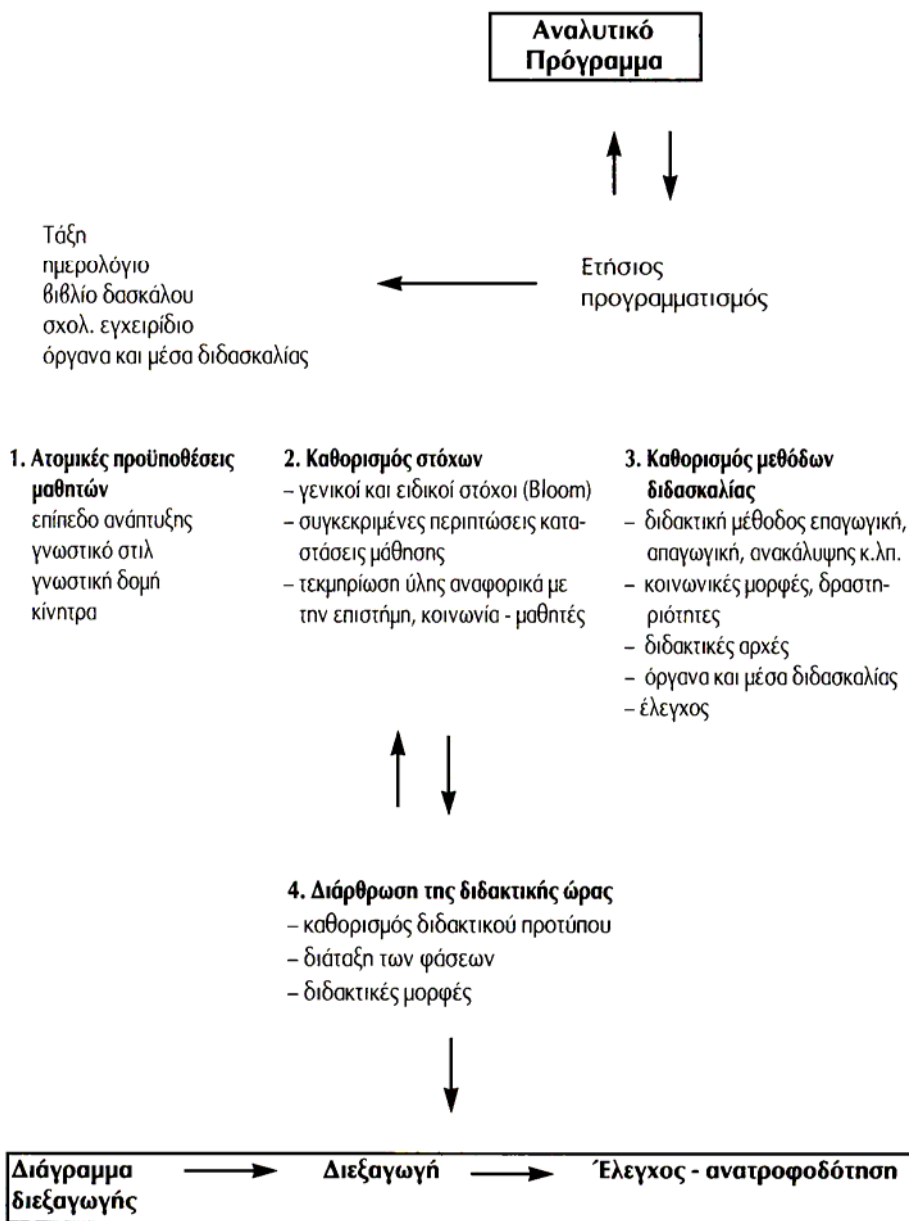 Αναλυτικό
Πρόγραμμα
Τάξη
ημερολόγιο
βιβλίο δασκάλου
σχολ. εγχειρίδιο
όργανα και μέσα διδασκαλίας
Ετήσιος
προγραμματισμός
1. Ατομικές προϋποθέσεις
μαθητών
επίπεδο ανάπτυξης
γνωστικό στιλ
γνωστική δομή
κίνητρα
2. Καθορισμός στόχων
– γενικοί και ειδικοί στόχοι (Bloom)
– συγκεκριμένες περιπτώσεις κατα-
στάσεις μάθησης
– τεκμηρίωση ύλης αναφορικά με
την επιστήμη, κοινωνία - μαθητές
3. Καθορισμός μεθόδων
διδασκαλίας
– διδακτική μέθοδος επαγωγική,
απαγωγική, ανακάλυψης κ.λπ.
– κοινωνικές μορφές, δραστη-
ριότητες
– διδακτικές αρχές
– όργανα και μέσα διδασκαλίας
– έλεγχος
4. Διάρθρωση της διδακτικής ώρας
– καθορισμός διδακτικού προτύπου
– διάταξη των φάσεων
– διδακτικές μορφές
Διάγραμμα
διεξαγωγής
Διεξαγωγή
Έλεγχος - ανατροφοδότηση